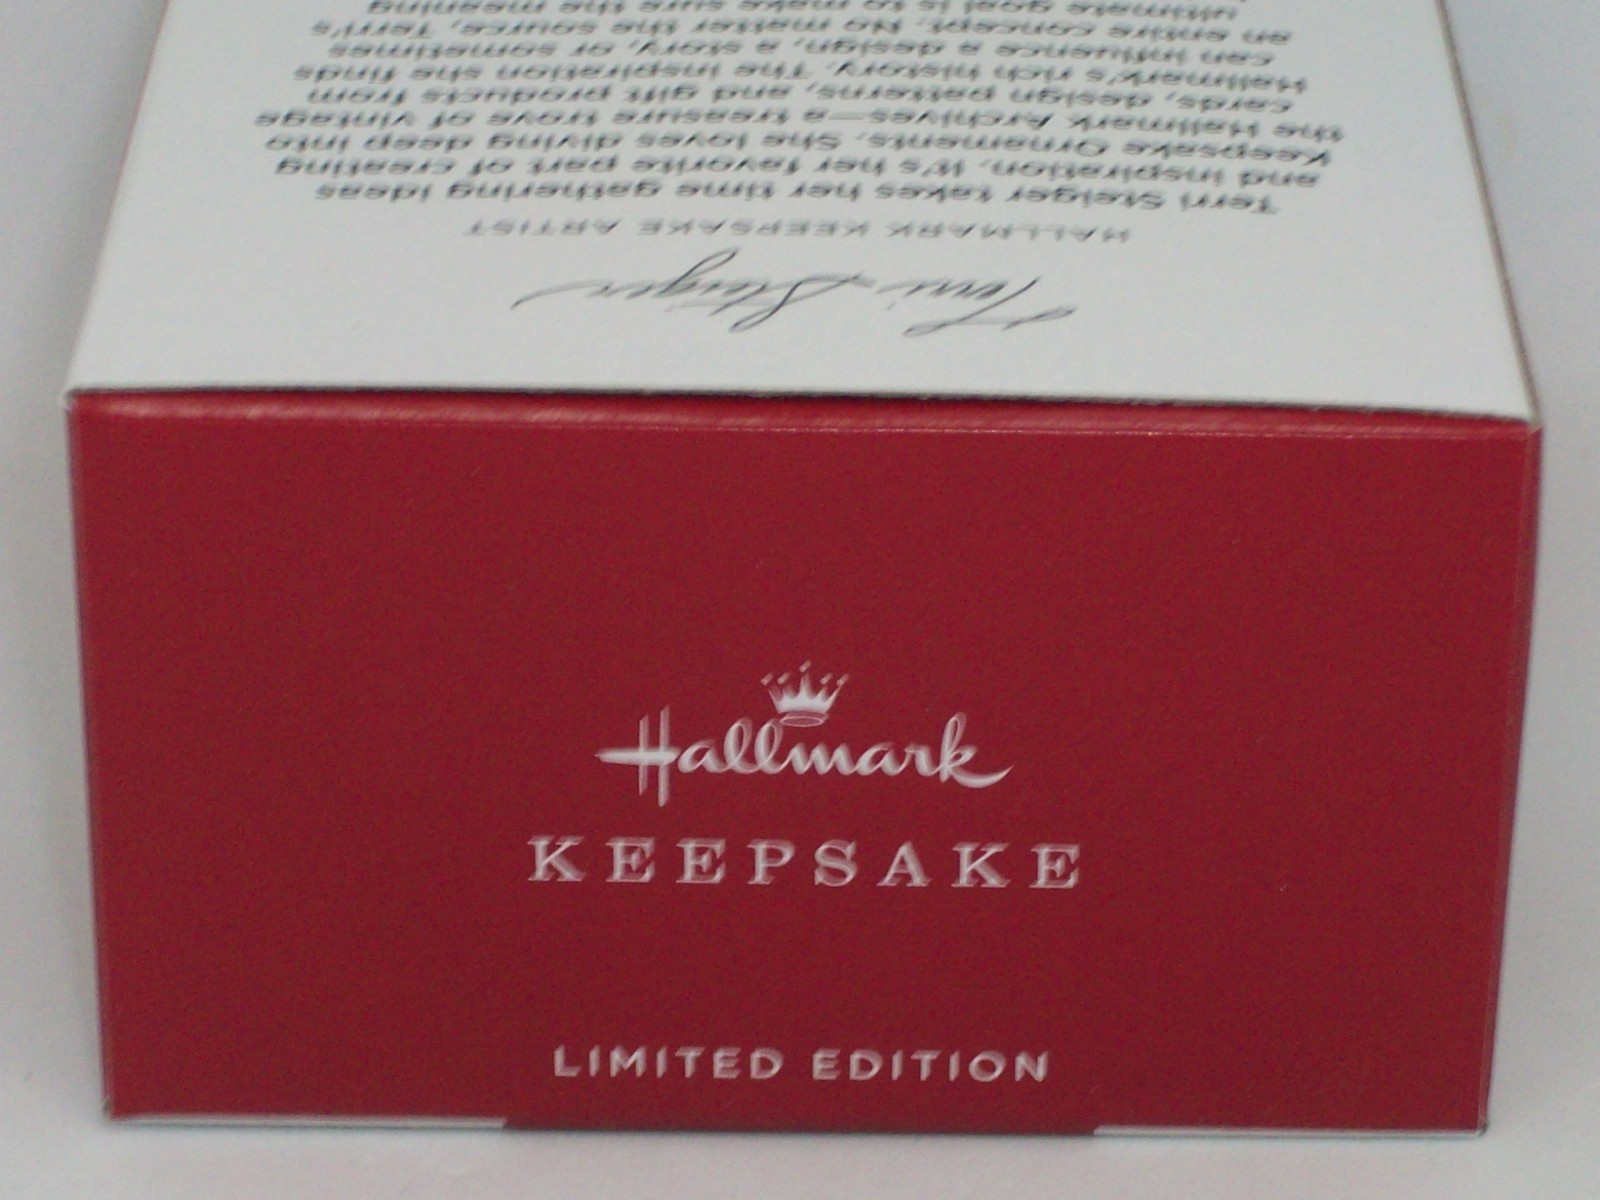 Terri Steiger
HALLMARK KEEPSAKE ARTIST
Terri Steiger takes her time gathering ideas
and inspiration. It's her favorite part of creating
Keepsake Ornaments. She loves diving deep into
the Hallmark Archives—a treasure trove of vintage
cards, design patterns, and gift products from
Hallmark's rich history. The inspiration she finds
can influence a design, a story, or sometimes
an entire concept. No matter the source, Terri's
ultimate goal is to make sure the meaning
Hallmark
KEEPSAKE
LIMITED EDITION